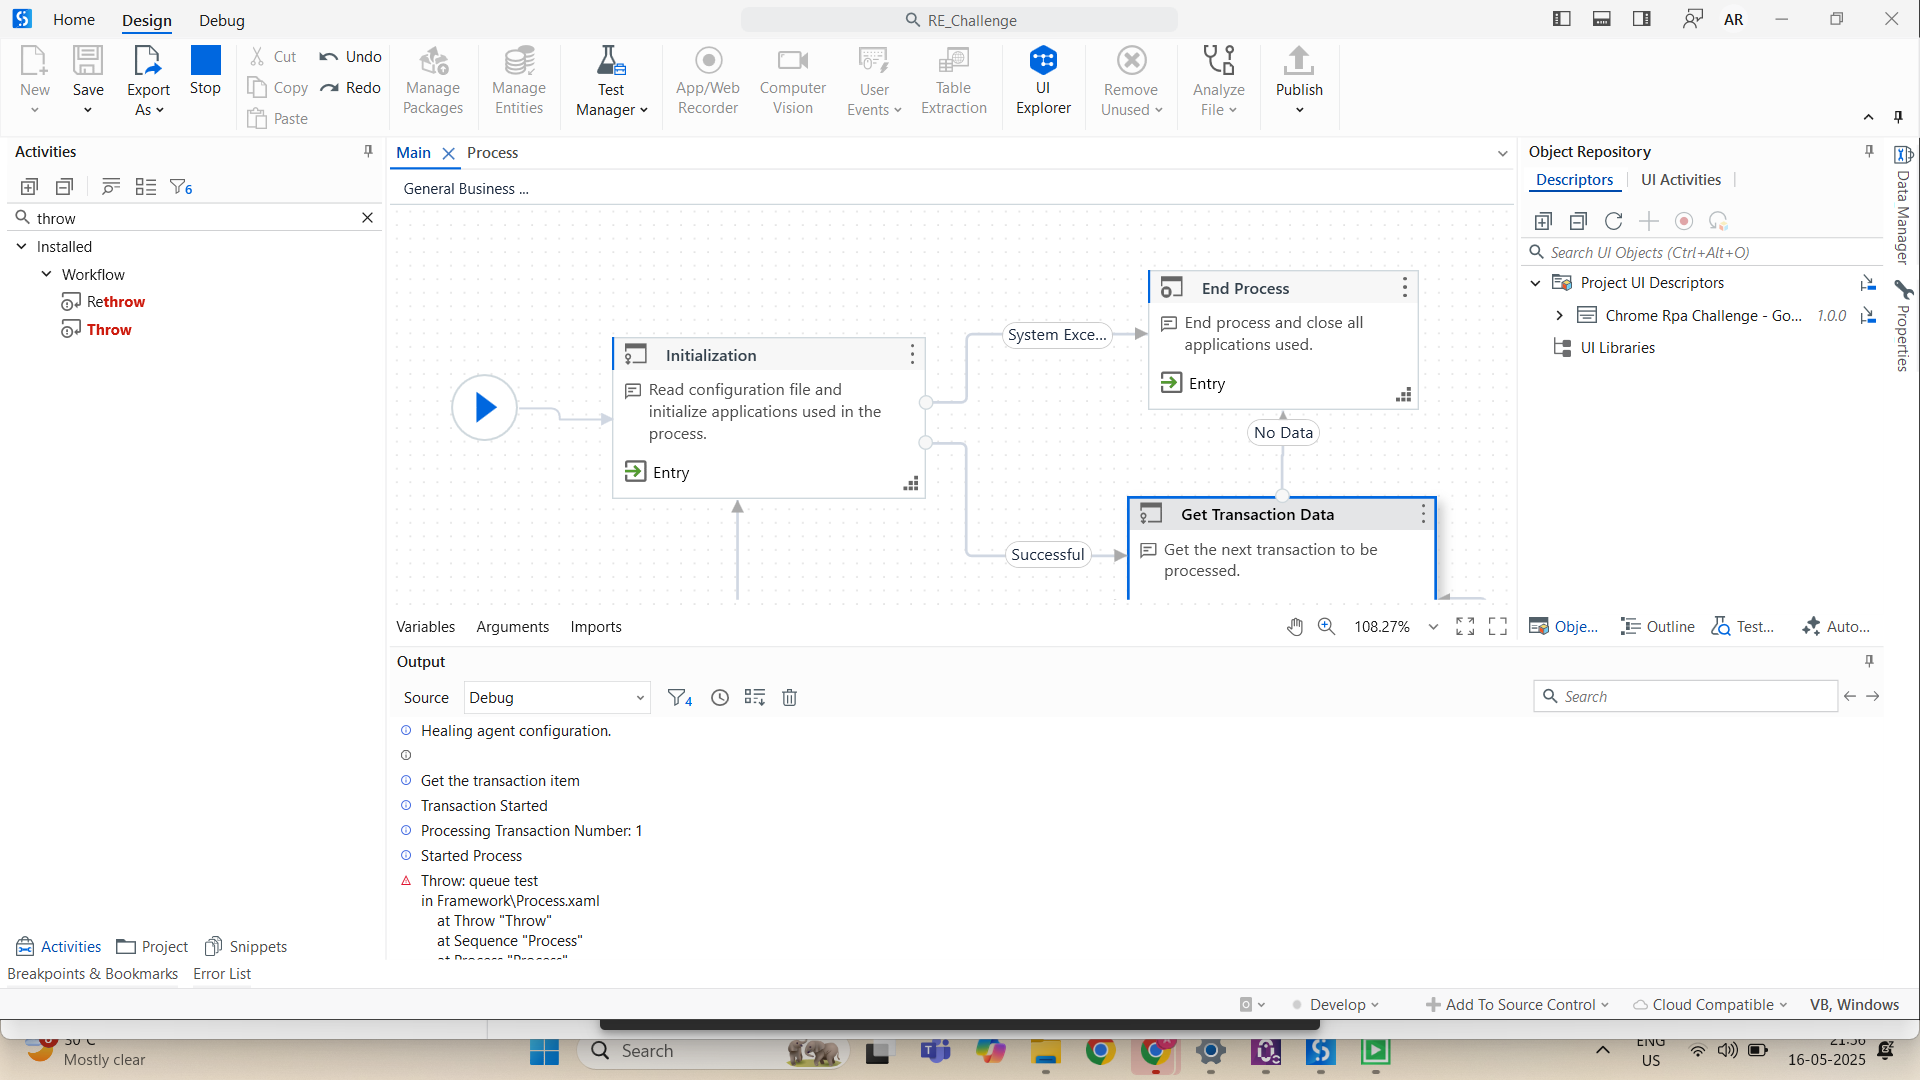 Home
Design
Debug
RE_Challenge
AR
New
Save
Export As
Stop
Cut
Copy
Paste
Undo
Redo
Manage Packages
Manage Entities
Test Manager
App/Web Recorder
Computer Vision
User Events
Table Extraction
UI Explorer
Remove Unused
Analyze File
Publish
Activities
6
throw
Installed
Workflow
Rethrow
Throw
Main
Process
General Business ...
Initialization
Read configuration file and
initialize applications used in the
process.
Entry
System Exce...
Successful
End Process
End process and close all
applications used.
Entry
No Data
Get Transaction Data
Get the next transaction to be
processed.
Variables
Arguments
Imports
108.27%
Object Repository
Descriptors
UI Activities
Search UI Objects (Ctrl+Alt+O)
Project UI Descriptors
Chrome Rpa Challenge - Go...
1.0.0
UI Libraries
Data Manager
Properties
Obje...
Outline
Test...
Auto...
Output
Source
Debug
4
Search
Healing agent configuration.
Get the transaction item
Transaction Started
Processing Transaction Number: 1
Started Process
Throw: queue test
in Framework\Process.xaml
at Throw "Throw"
at Sequence "Process"
at Process "Process"
Activities
Project
Snippets
Breakpoints & Bookmarks
Error List
Develop
Add To Source Control
Cloud Compatible
VB, Windows
30°C
Mostly clear
Search
ENG
US
21:36
16-05-2025